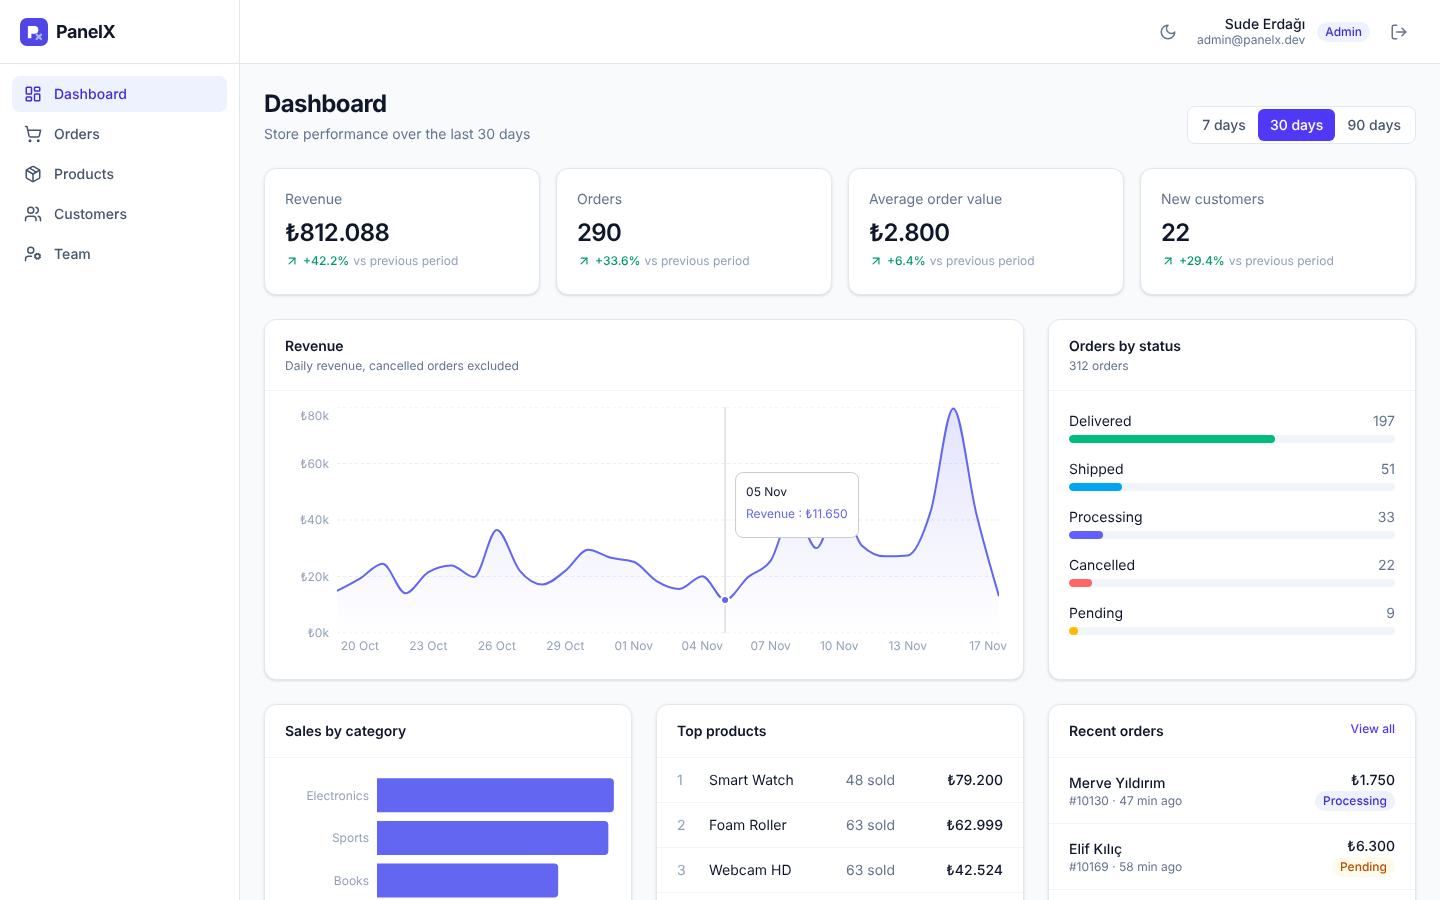 PanelX
Sude Erdağı
admin@panelx.dev
Admin
Dashboard
Orders
Products
Customers
Team
Dashboard
Store performance over the last 30 days
7 days
30 days
90 days
Revenue
₺812.088
+42.2% vs previous period
Orders
290
+33.6% vs previous period
Average order value
₺2.800
+6.4% vs previous period
New customers
22
+29.4% vs previous period
Revenue
Daily revenue, cancelled orders excluded
₺80k
₺60k
₺40k
₺20k
₺0k
05 Nov
Revenue : ₺11.650
20 Oct
23 Oct
26 Oct
29 Oct
01 Nov
04 Nov
07 Nov
10 Nov
13 Nov
17 Nov
Orders by status
312 orders
Delivered 197
Shipped 51
Processing 33
Cancelled 22
Pending 9
Sales by category
Electronics
Sports
Books
Top products
1 Smart Watch 48 sold ₺79.200
2 Foam Roller 63 sold ₺62.999
3 Webcam HD 63 sold ₺42.524
Recent orders
View all
Merve Yıldırım ₺1.750
#10130 · 47 min ago Processing
Elif Kılıç ₺6.300
#10169 · 58 min ago Pending